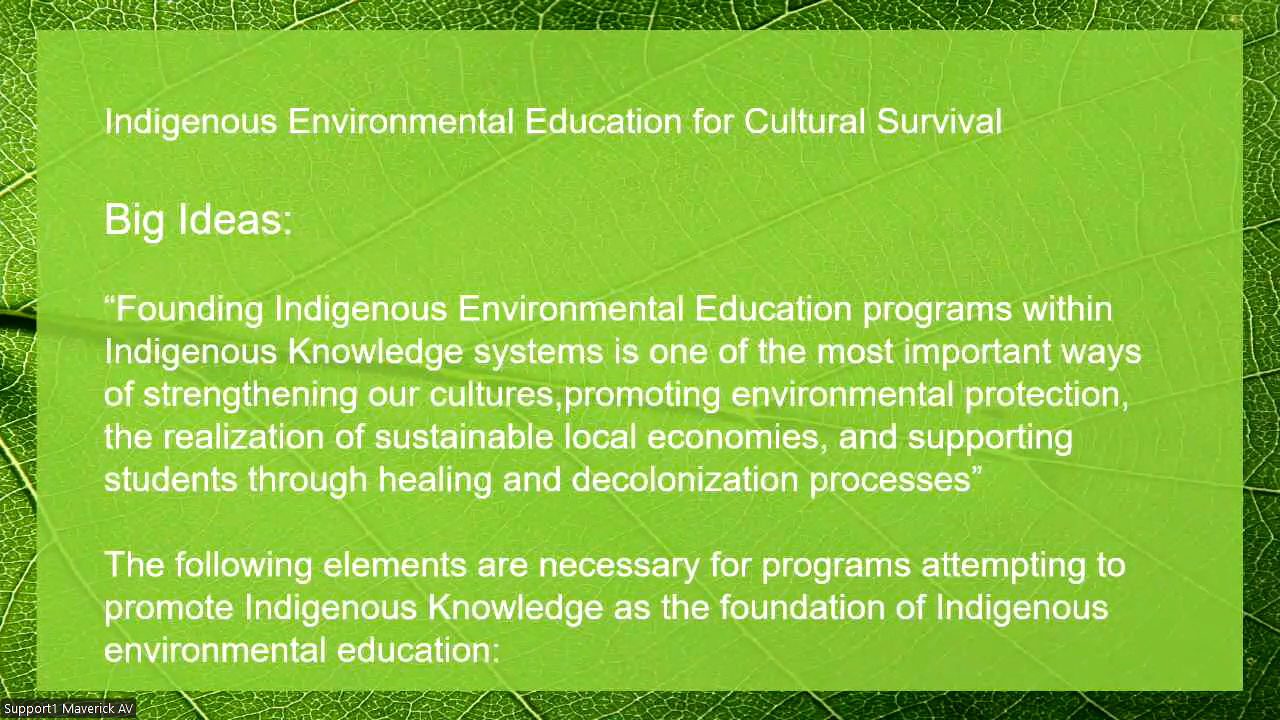 Indigenous Environmental Education for Cultural Survival
Big Ideas:
“Founding Indigenous Environmental Education programs within
Indigenous Knowledge systems is one of the most important ways
of strengthening our cultures,promoting environmental protection,
the realization of sustainable local economies, and supporting
students through healing and decolonization processes”
The following elements are necessary for programs attempting to
promote Indigenous Knowledge as the foundation of Indigenous
environmental education:
Support1 Maverick AV